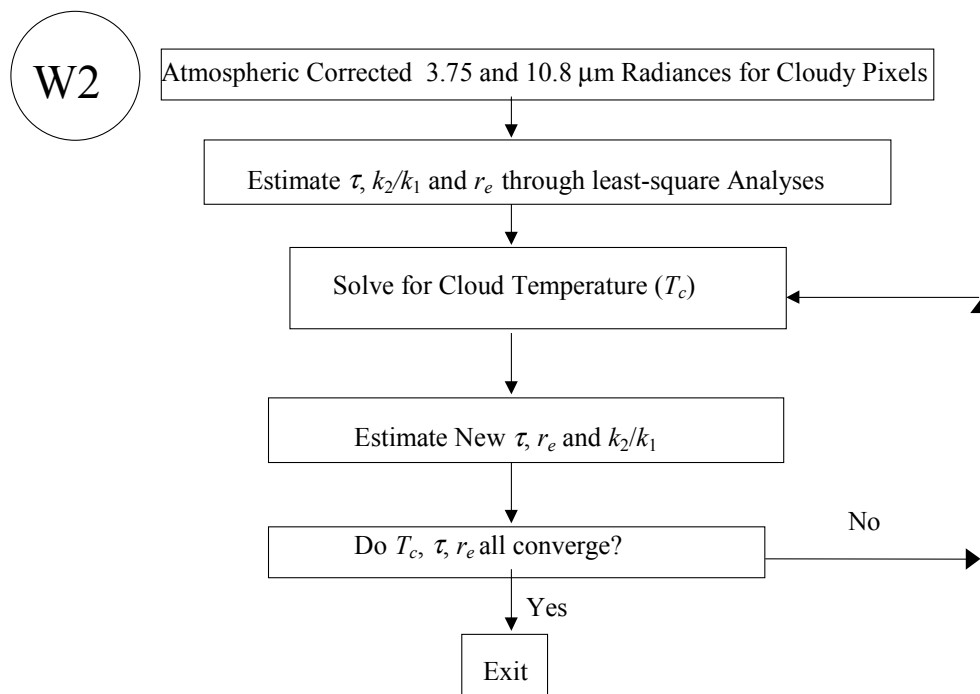 W2
Atmospheric Corrected 3.75 and 10.8 μm Radiances for Cloudy Pixels
Estimate τ, k2/k1 and re through least-square Analyses
Solve for Cloud Temperature (Tc)
Estimate New τ, re and k2/k1
Do Tc, τ, re all converge?
No
Yes
Exit